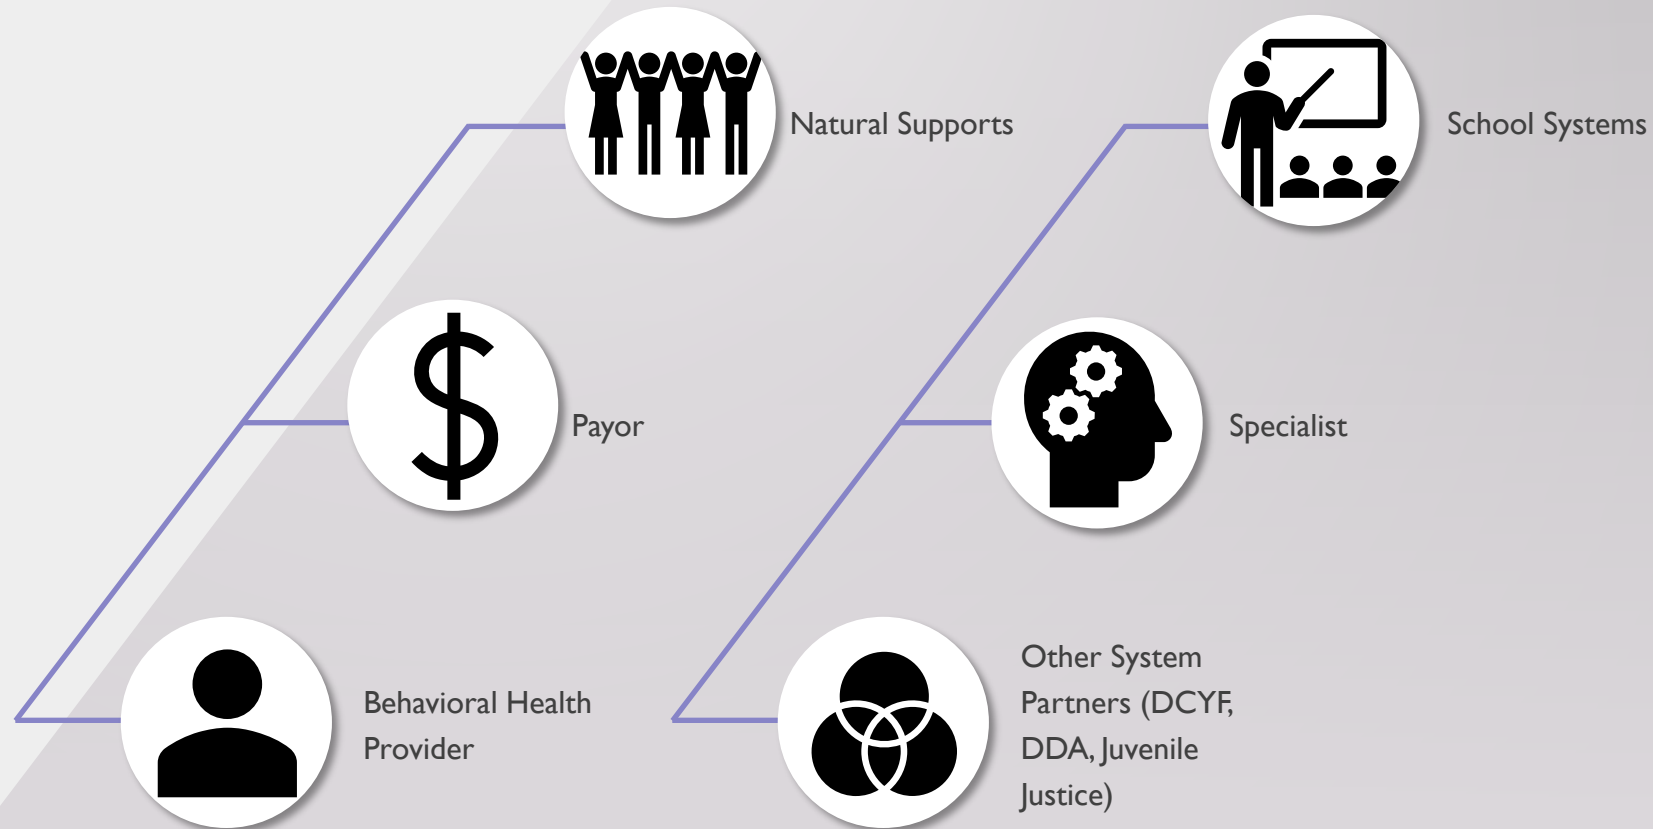 Natural Supports
School Systems
Payor
Specialist
Behavioral Health
Provider
Other System
Partners (DCYF,
DDA, Juvenile
Justice)